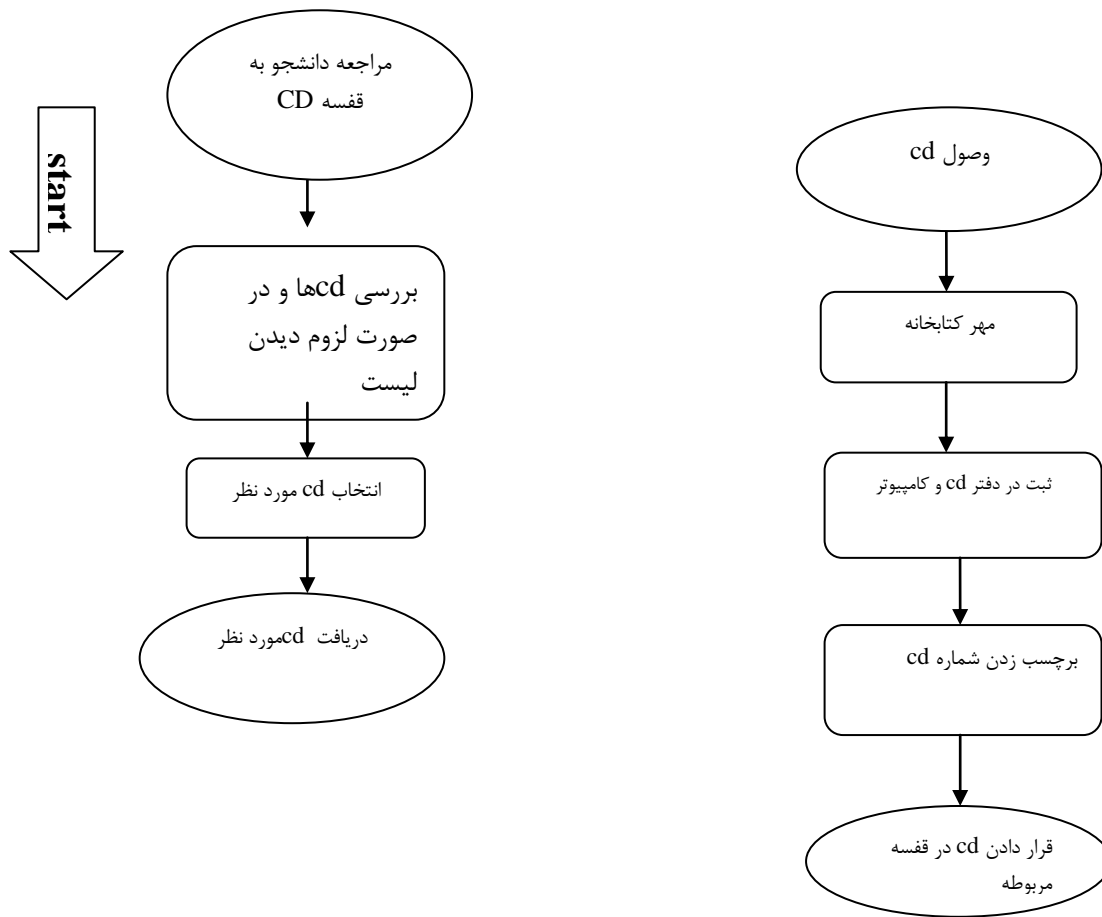 مراجعه دانشجو به
قفسه CD
start
بررسی cdها و در
صورت لزوم دیدن
لیست
انتخاب cd مورد نظر
دریافت cdمورد نظر
وصول cd
مهر کتابخانه
ثبت در دفتر cd و کامپیوتر
برچسب زدن شماره cd
قرار دادن cd در قفسه
مربوطه